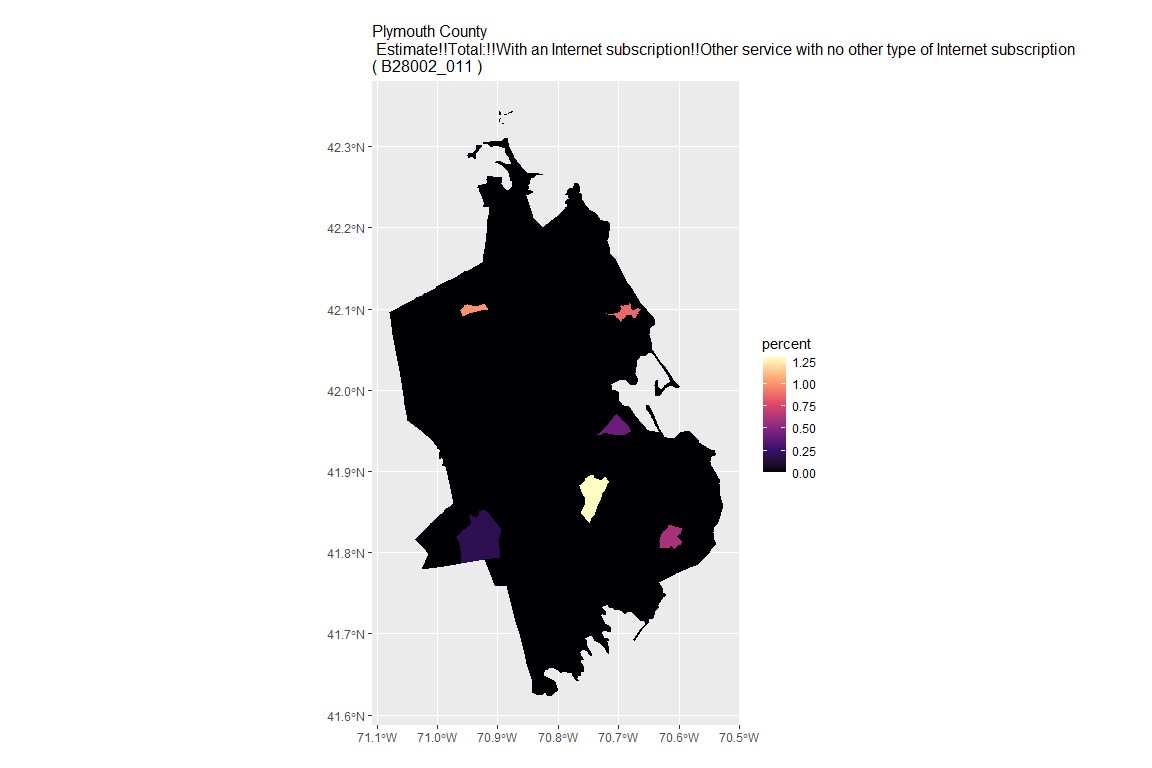 Plymouth County
Estimate!!Total:!!With an Internet subscription!!Other service with no other type of Internet subscription
( B28002_011 )
42.3°N
42.2°N
42.1°N
42.0°N
41.9°N
41.8°N
41.7°N
41.6°N
71.1°W 71.0°W 70.9°W 70.8°W 70.7°W 70.6°W 70.5°W
percent
1.25
1.00
0.75
0.50
0.25
0.00